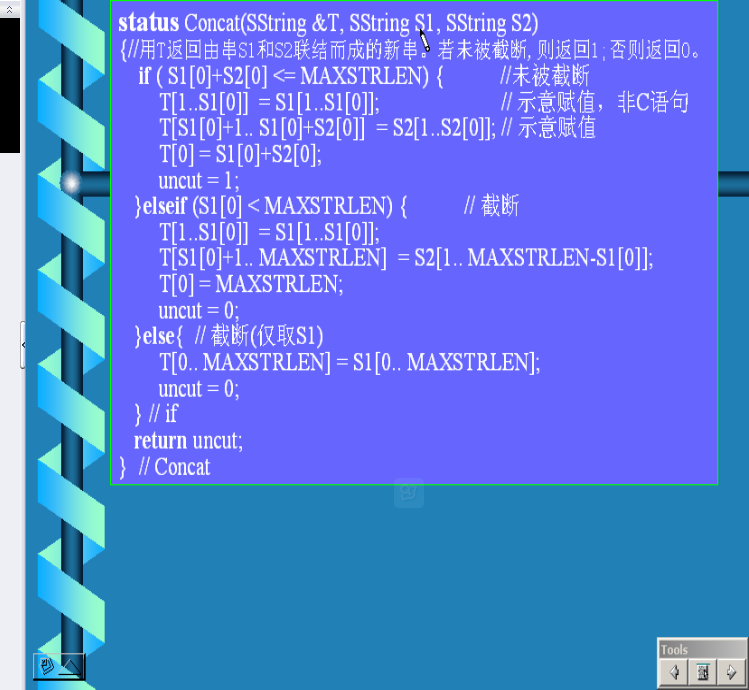 status Concat(SString &T, SString S1, SString S2)
{//用T返回由串S1和S2联结而成的新串。若未被截断,则返回1;否则返回0。
if ( S1[0]+S2[0] <= MAXSTRLEN) { //未被截断
T[1..S1[0]] = S1[1..S1[0]]; // 示意赋值，非C语句
T[S1[0]+1.. S1[0]+S2[0]] = S2[1..S2[0]]; // 示意赋值
T[0] = S1[0]+S2[0];
uncut = 1;
}elseif (S1[0] < MAXSTRLEN) { // 截断
T[1..S1[0]] = S1[1..S1[0]];
T[S1[0]+1.. MAXSTRLEN] = S2[1.. MAXSTRLEN-S1[0]];
T[0] = MAXSTRLEN;
uncut = 0;
}else{ // 截断(仅取S1)
T[0.. MAXSTRLEN] = S1[0.. MAXSTRLEN];
uncut = 0;
} // if
return uncut;
} // Concat
Tools